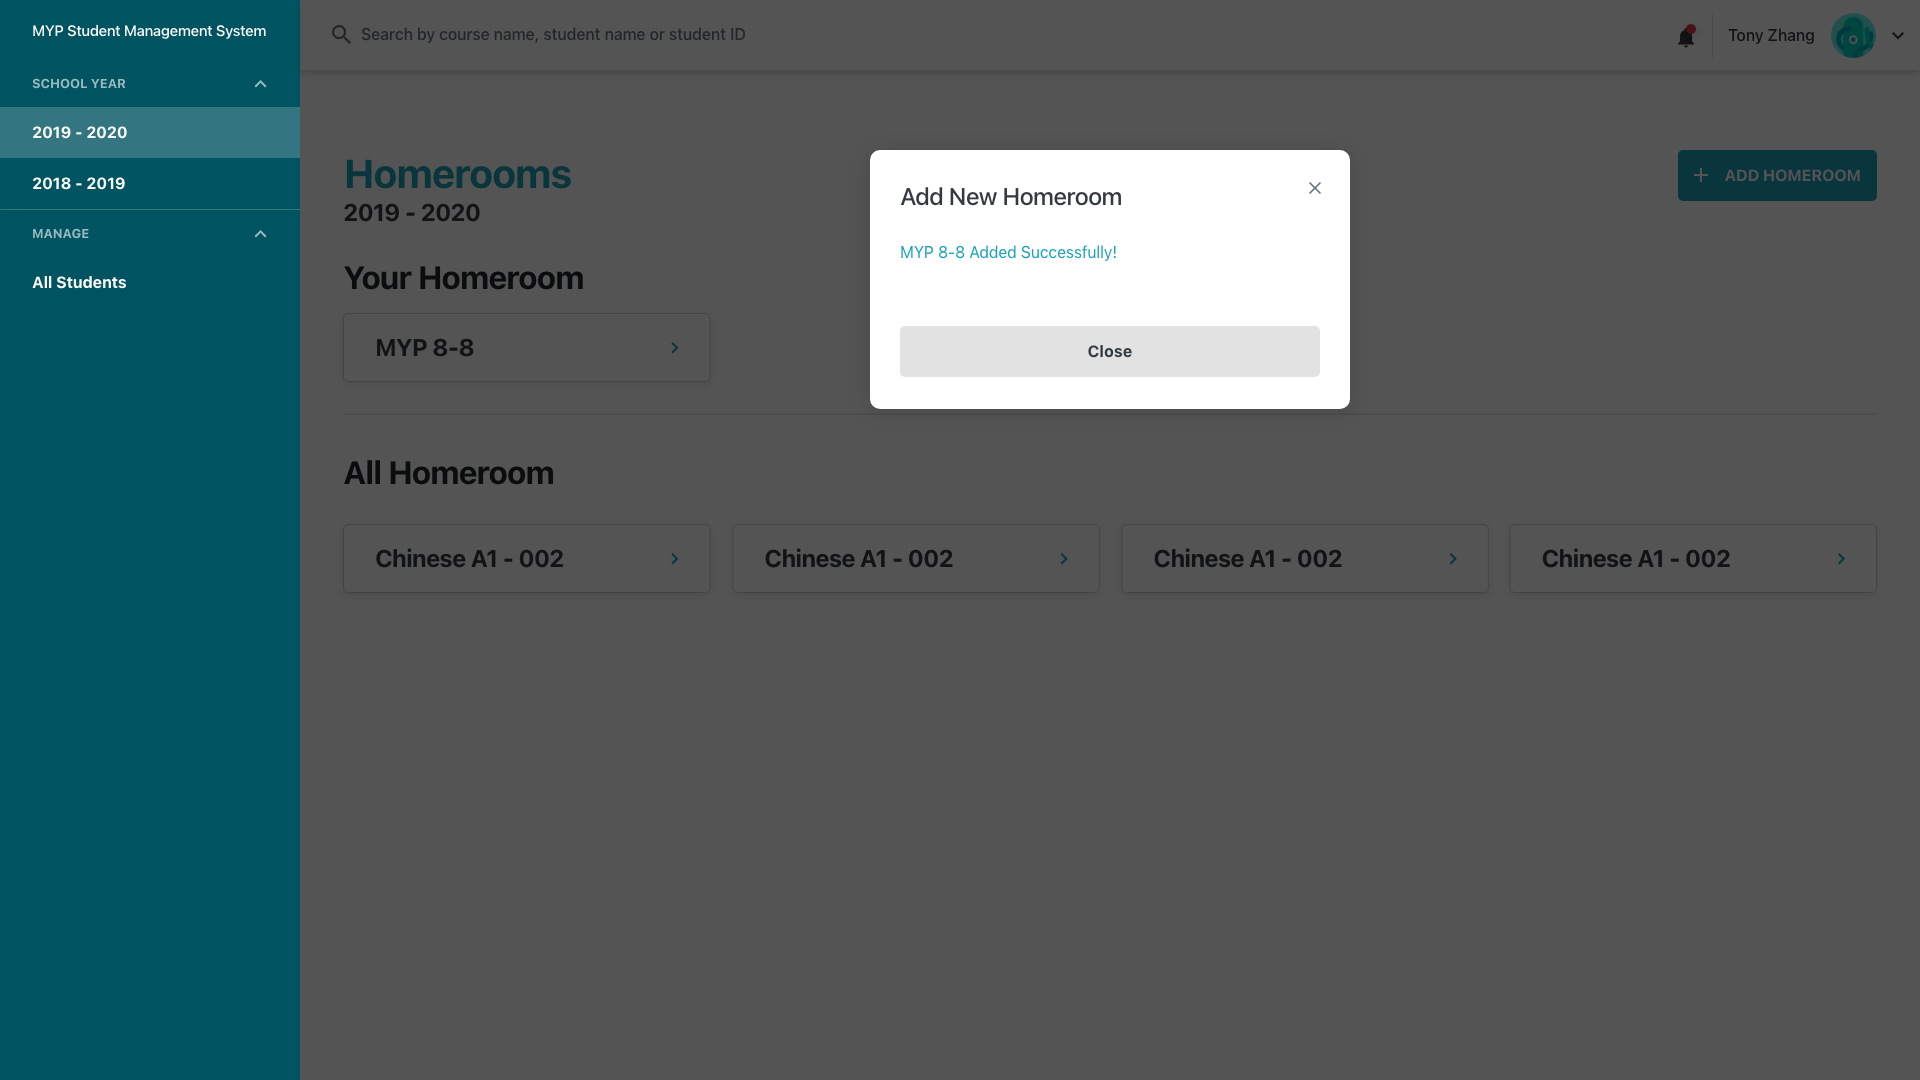 MYP Student Management System
SCHOOL YEAR
2019 - 2020
2018 - 2019
MANAGE
All Students
Search by course name, student name or student ID
Tony Zhang
Homerooms
2019 - 2020
ADD HOMEROOM
Your Homeroom
MYP 8-8
Add New Homeroom
MYP 8-8 Added Successfully!
Close
All Homeroom
Chinese A1 - 002
Chinese A1 - 002
Chinese A1 - 002
Chinese A1 - 002